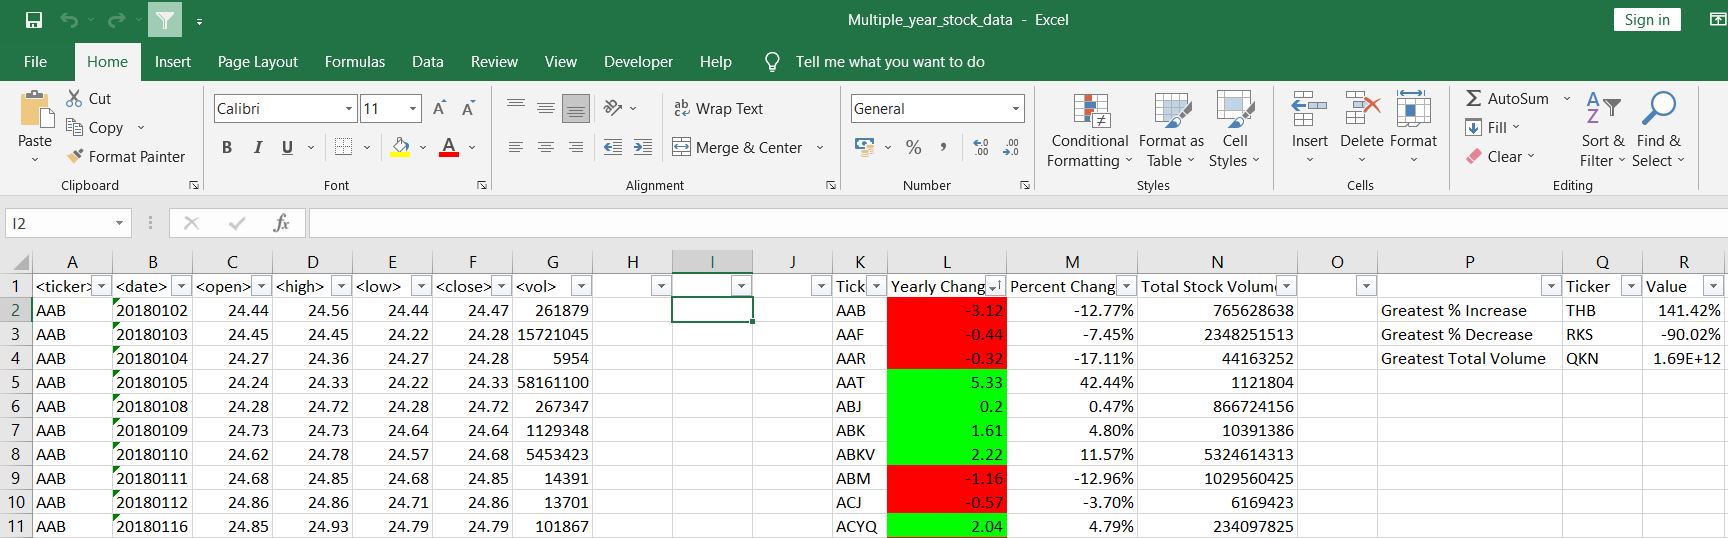 Multiple_year_stock_data - Excel
Sign in
File Home Insert Page Layout Formulas Data Review View Developer Help Tell me what you want to do
Paste
Cut
Copy
Format Painter
Clipboard
Calibri 11
B I U A
Font
ab Wrap Text
Merge & Center
Alignment
General
% , .00 .00
Number
Conditional Formatting
Format as Table
Cell Styles
Styles
Insert Delete Format
Cells
AutoSum
Fill
Clear
Sort & Filter
Find & Select
Editing
I2 fx
A B C D E F G H I J K L M N O P Q R
1 <ticker> <date> <open> <high> <low> <close> <vol> Tick Yearly Chang Percent Chang Total Stock Volum Ticker Value
2 AAB 20180102 24.44 24.56 24.44 24.47 261879 AAB -3.12 -12.77% 765628638 Greatest % Increase THB 141.42%
3 AAB 20180103 24.45 24.45 24.22 24.28 15721045 AAF -0.44 -7.45% 2348251513 Greatest % Decrease RKS -90.02%
4 AAB 20180104 24.27 24.36 24.27 24.28 5954 AAR -0.32 -17.11% 44163252 Greatest Total Volume QKN 1.69E+12
5 AAB 20180105 24.24 24.33 24.22 24.33 58161100 AAT 5.33 42.44% 1121804
6 AAB 20180108 24.28 24.72 24.28 24.72 267347 ABJ 0.2 0.47% 866724156
7 AAB 20180109 24.73 24.73 24.64 24.64 1129348 ABK 1.61 4.80% 10391386
8 AAB 20180110 24.62 24.78 24.57 24.68 5453423 ABKV 2.22 11.57% 5324614313
9 AAB 20180111 24.68 24.85 24.68 24.85 14391 ABM -1.16 -12.96% 1029560425
10 AAB 20180112 24.86 24.86 24.71 24.86 13701 ACJ -0.57 -3.70% 6169423
11 AAB 20180116 24.85 24.93 24.79 24.79 101867 ACYQ 2.04 4.79% 234097825